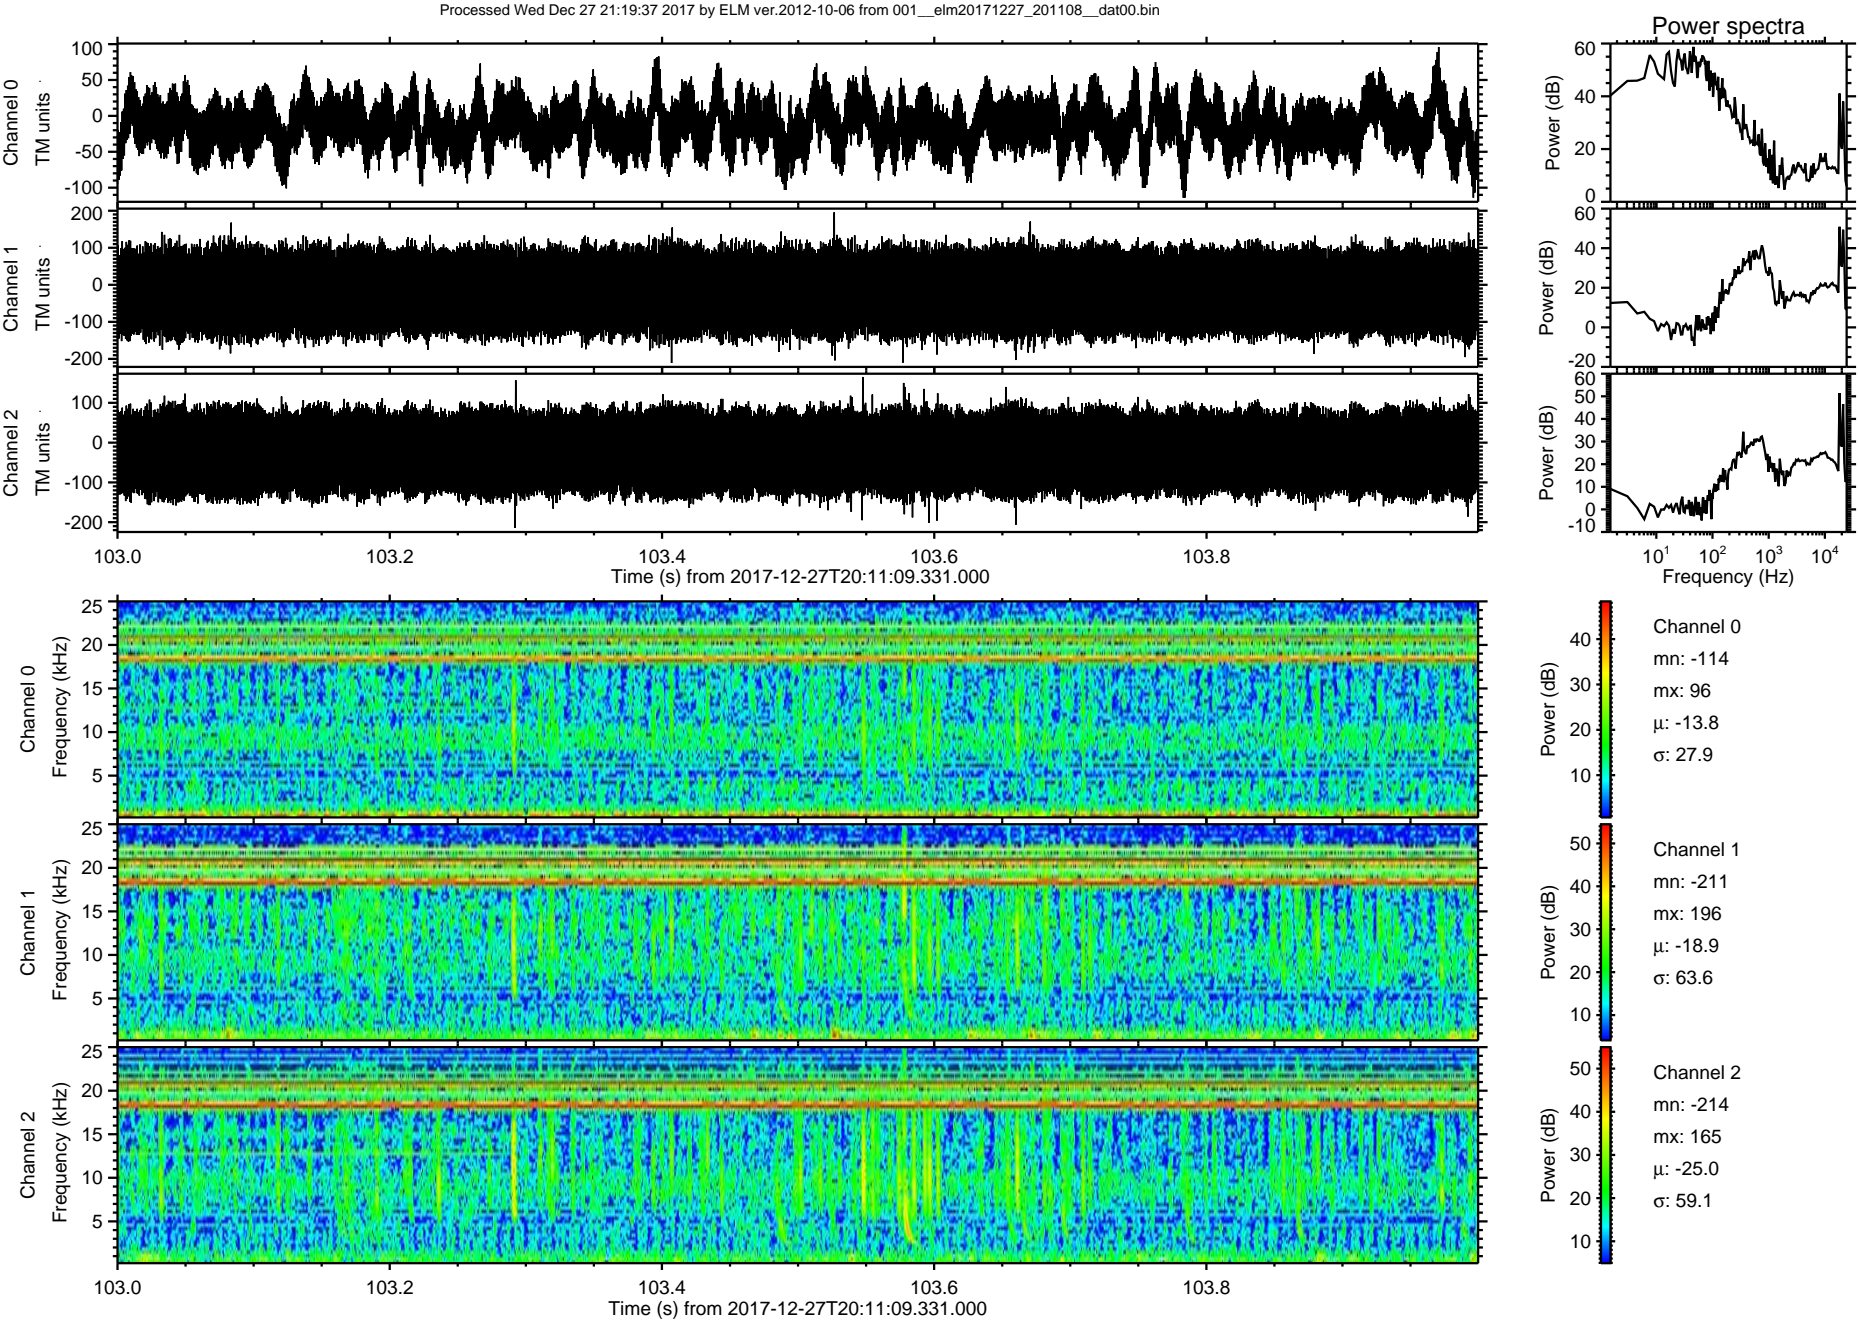 Processed Wed Dec 27 21:19:37 2017 by ELM ver.2012-10-06 from 001__elm20171227_201108__dat00.bin
Power spectra
Channel 0
TM units
100
50
0
-50
-100
Power (dB)
60
40
20
0
Channel 1
TM units
200
100
0
-100
-200
Power (dB)
60
40
20
0
-20
Channel 2
TM units
100
0
-100
-200
Power (dB)
60
50
40
30
20
10
0
-10
103.0 103.2 103.4 103.6 103.8
Time (s) from 2017-12-27T20:11:09.331.000
10^1 10^2 10^3 10^4
Frequency (Hz)
Channel 0
Frequency (kHz)
25
20
15
10
5
Power (dB)
40
30
20
10
Channel 0
mn: -114
mx: 96
μ: -13.8
σ: 27.9
Channel 1
Frequency (kHz)
25
20
15
10
5
Power (dB)
50
40
30
20
10
Channel 1
mn: -211
mx: 196
μ: -18.9
σ: 63.6
Channel 2
Frequency (kHz)
25
20
15
10
5
Power (dB)
50
40
30
20
10
Channel 2
mn: -214
mx: 165
μ: -25.0
σ: 59.1
103.0 103.2 103.4 103.6 103.8
Time (s) from 2017-12-27T20:11:09.331.000